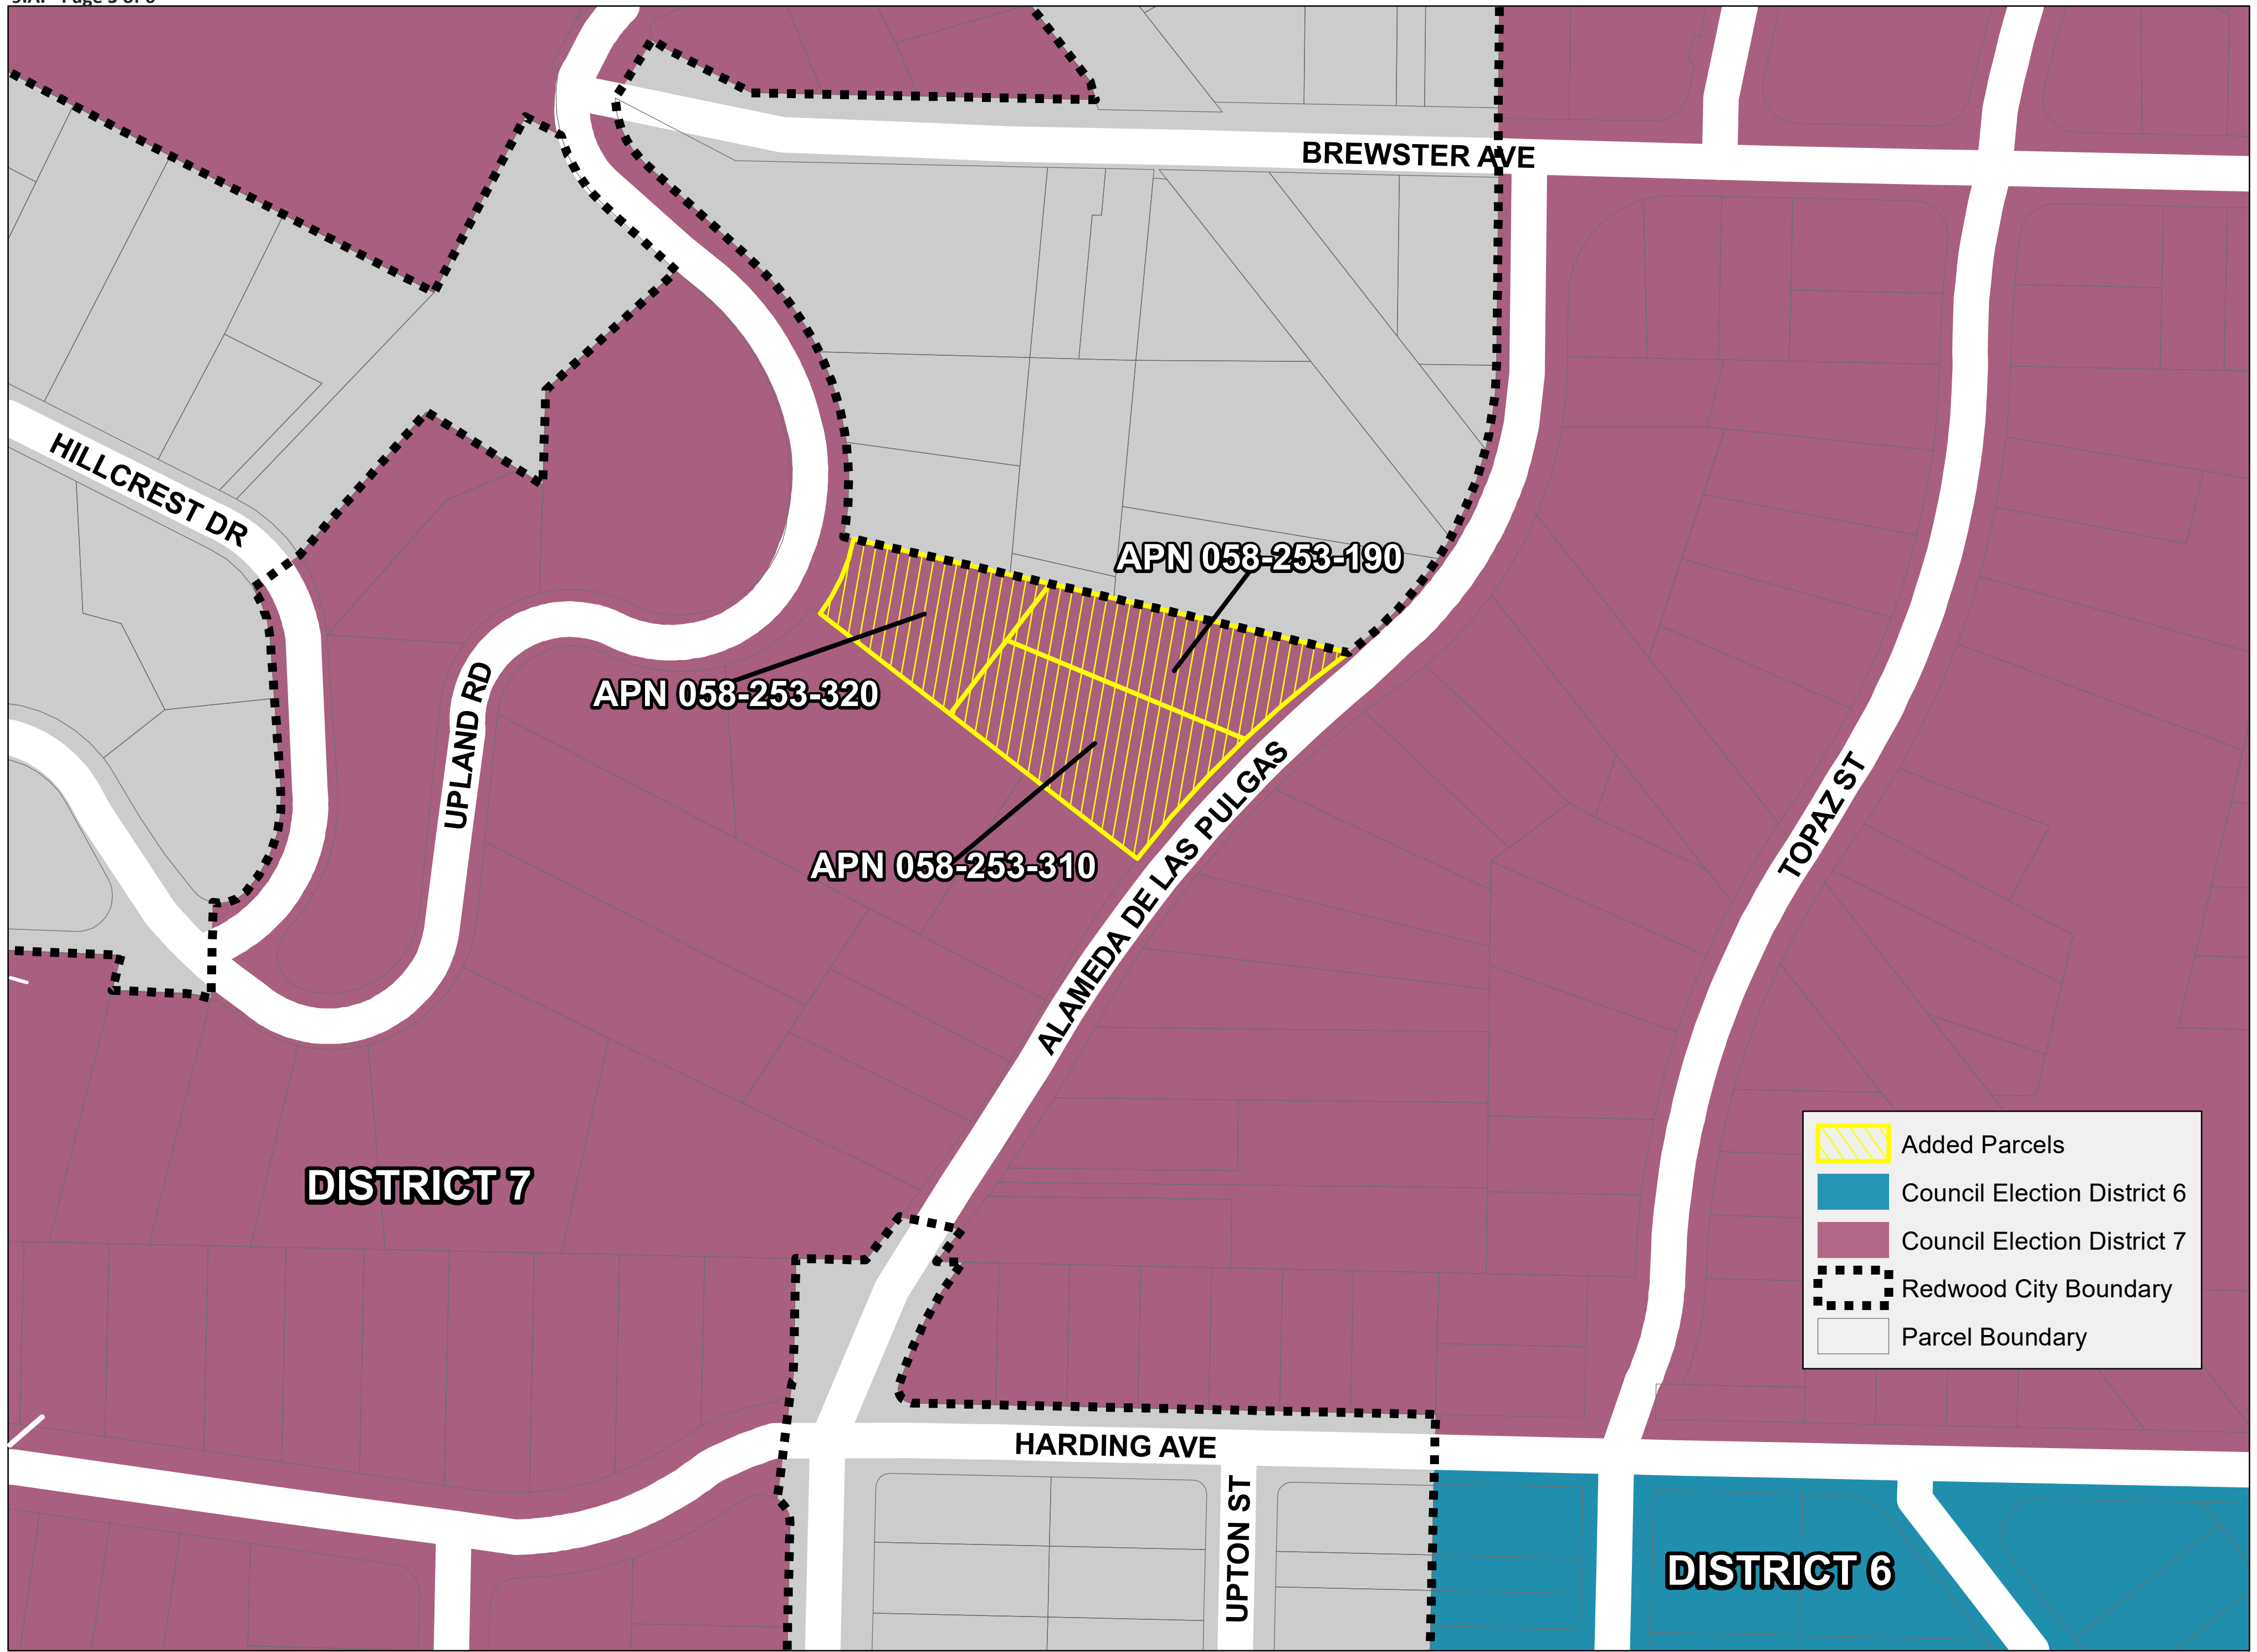 BREWSTER AVE
HILLCREST DR
APN 058-253-190
APN 058-253-320
UPLAND RD
APN 058-253-310
ALAMEDA DE LAS PULGAS
TOPAZ ST
DISTRICT 7
Added Parcels
Council Election District 6
Council Election District 7
Redwood City Boundary
Parcel Boundary
HARDING AVE
UPTON ST
DISTRICT 6